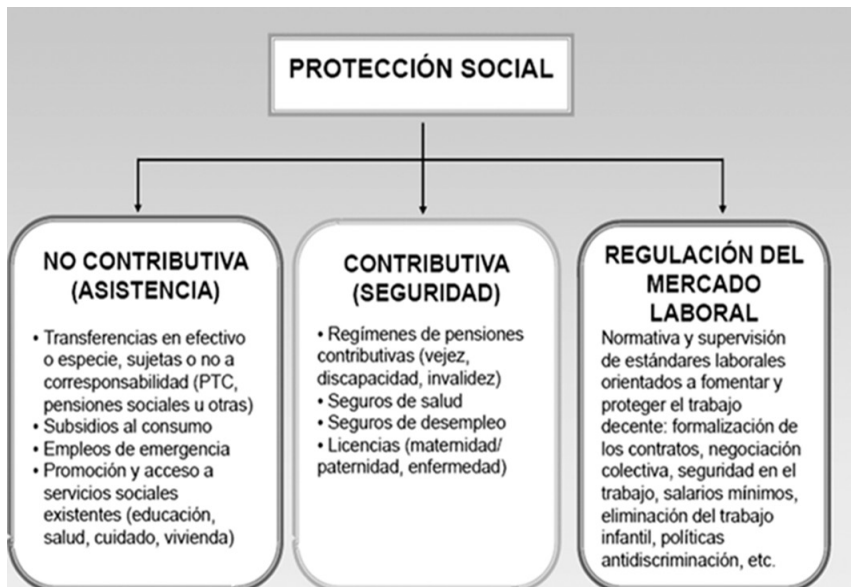 PROTECCIÓN SOCIAL
NO CONTRIBUTIVA
(ASISTENCIA)
• Transferencias en efectivo
o especie, sujetas o no a
corresponsabilidad (PTC,
pensiones sociales u otras)
• Subsidios al consumo
• Empleos de emergencia
• Promoción y acceso a
servicios sociales
existentes (educación,
salud, cuidado, vivienda)
CONTRIBUTIVA
(SEGURIDAD)
• Regímenes de pensiones
contributivas (vejez,
discapacidad, invalidez)
• Seguros de salud
• Seguros de desempleo
• Licencias (maternidad/
paternidad, enfermedad)
REGULACIÓN DEL
MERCADO
LABORAL
Normativa y supervisión
de estándares laborales
orientados a fomentar y
proteger el trabajo
decente: formalización de
los contratos, negociación
colectiva, seguridad en el
trabajo, salarios mínimos,
eliminación del trabajo
infantil, políticas
antidiscriminación, etc.